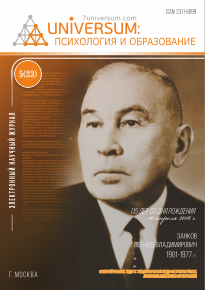 ISSN 2311-6099
7universum.com
UNIVERSUM:
ПСИХОЛОГИЯ И ОБРАЗОВАНИЕ
5(23)
ЭЛЕКТРОННЫЙ НАУЧНЫЙ ЖУРНАЛ
115 ЛЕТ СО ДНЯ РОЖДЕНИЯ
ЗАНКОВ
ЛЕОНИД ВЛАДИМИРОВИЧ
1901-1977 гг.
Г. МОСКВА